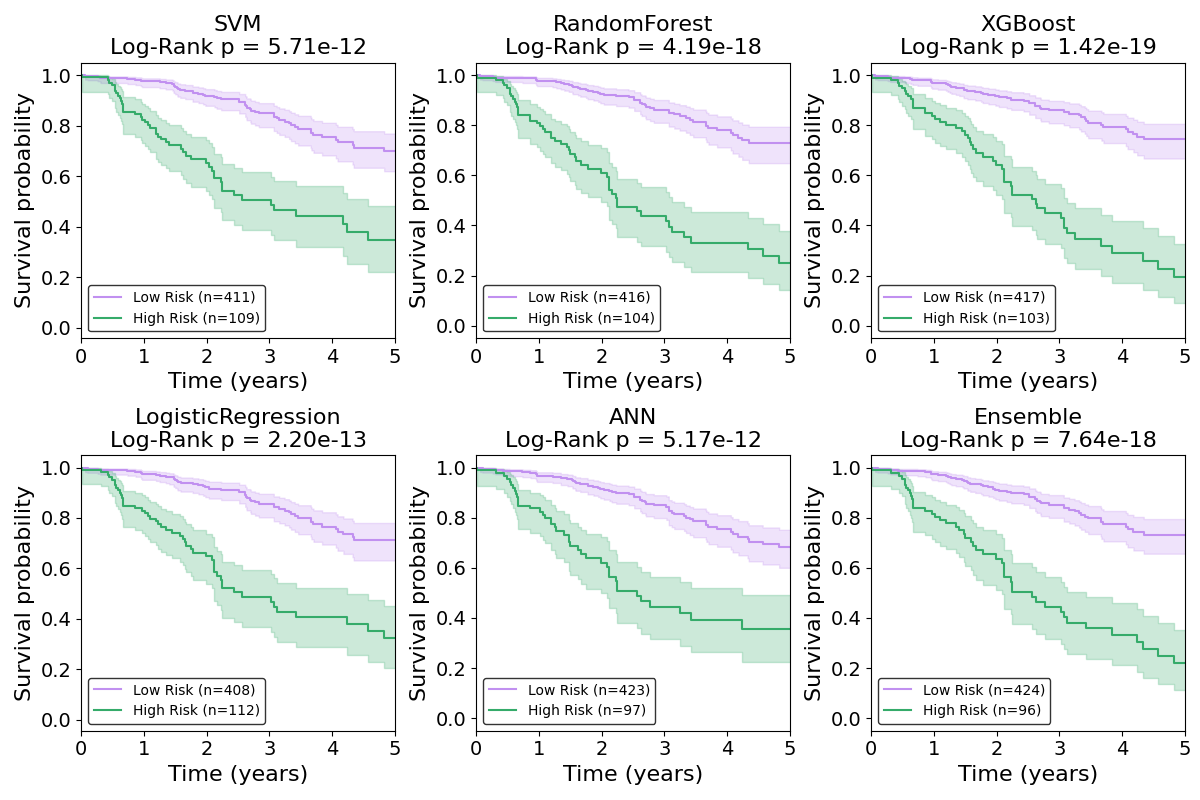 SVM
Log-Rank p = 5.71e-12
Survival probability
1.0
0.8
0.6
0.4
0.2
0.0
Low Risk (n=411)
High Risk (n=109)
0 1 2 3 4 5
Time (years)
RandomForest
Log-Rank p = 4.19e-18
Survival probability
1.0
0.8
0.6
0.4
0.2
0.0
Low Risk (n=416)
High Risk (n=104)
0 1 2 3 4 5
Time (years)
XGBoost
Log-Rank p = 1.42e-19
Survival probability
1.0
0.8
0.6
0.4
0.2
0.0
Low Risk (n=417)
High Risk (n=103)
0 1 2 3 4 5
Time (years)
LogisticRegression
Log-Rank p = 2.20e-13
Survival probability
1.0
0.8
0.6
0.4
0.2
0.0
Low Risk (n=408)
High Risk (n=112)
0 1 2 3 4 5
Time (years)
ANN
Log-Rank p = 5.17e-12
Survival probability
1.0
0.8
0.6
0.4
0.2
0.0
Low Risk (n=423)
High Risk (n=97)
0 1 2 3 4 5
Time (years)
Ensemble
Log-Rank p = 7.64e-18
Survival probability
1.0
0.8
0.6
0.4
0.2
0.0
Low Risk (n=424)
High Risk (n=96)
0 1 2 3 4 5
Time (years)